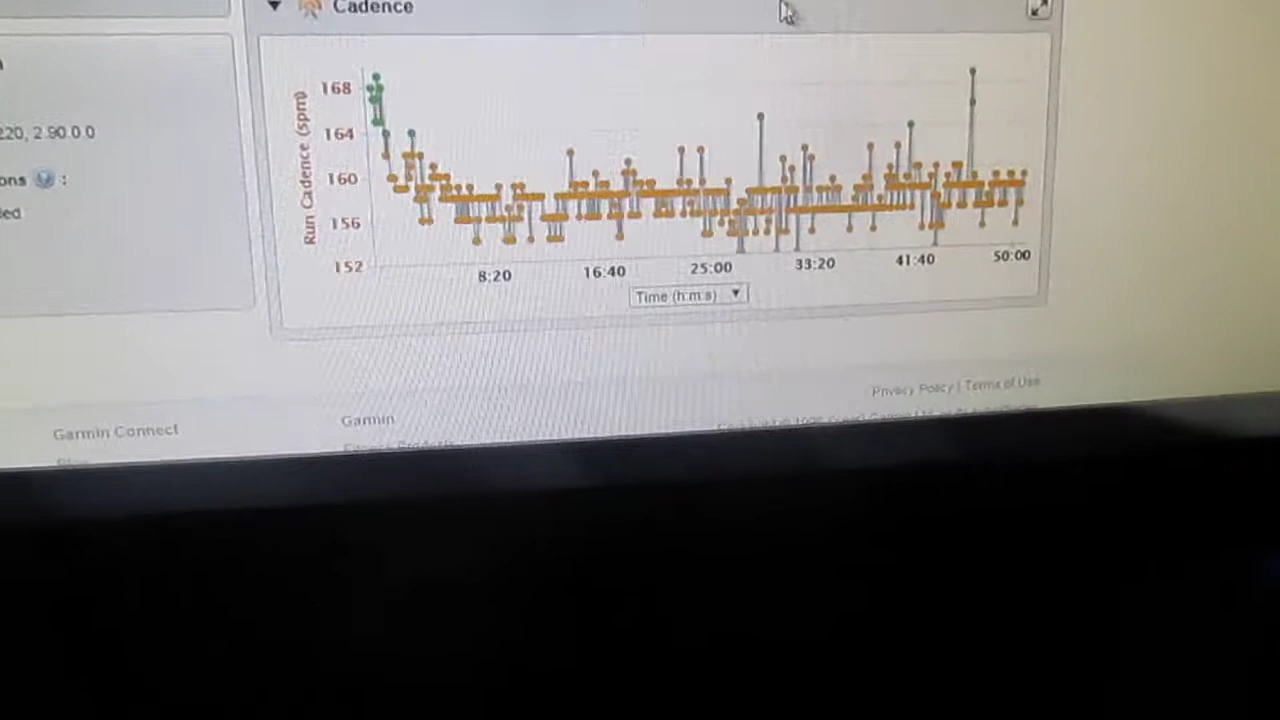 Cadence
220, 2.90.0.0
ons ? :
led
Run Cadence (spm)
168
164
160
156
152
8:20
16:40
25:00
33:20
41:40
50:00
Time (h:m:s)
Privacy Policy | Terms of Use
Garmin Connect
Garmin